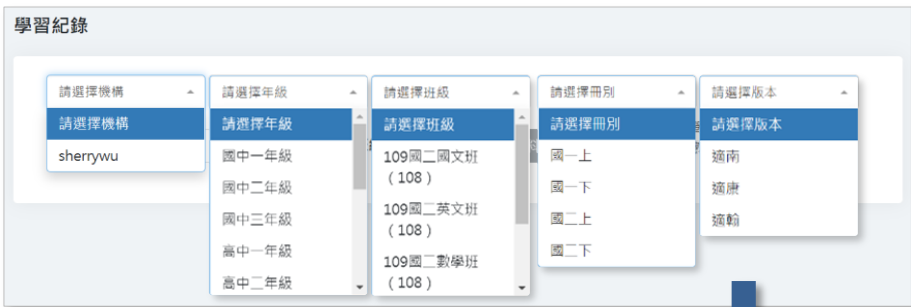 學習紀錄
請選擇機構
請選擇機構
sherrywu
請選擇年級
請選擇年級
國中一年級
國中二年級
國中三年級
高中一年級
高中二年級
請選擇班級
請選擇班級
109國二國文班
(108)
109國二英文班
(108)
109國二數學班
(108)
請選擇冊別
請選擇冊別
國一上
國一下
國二上
國二下
請選擇版本
請選擇版本
適南
適康
適翰